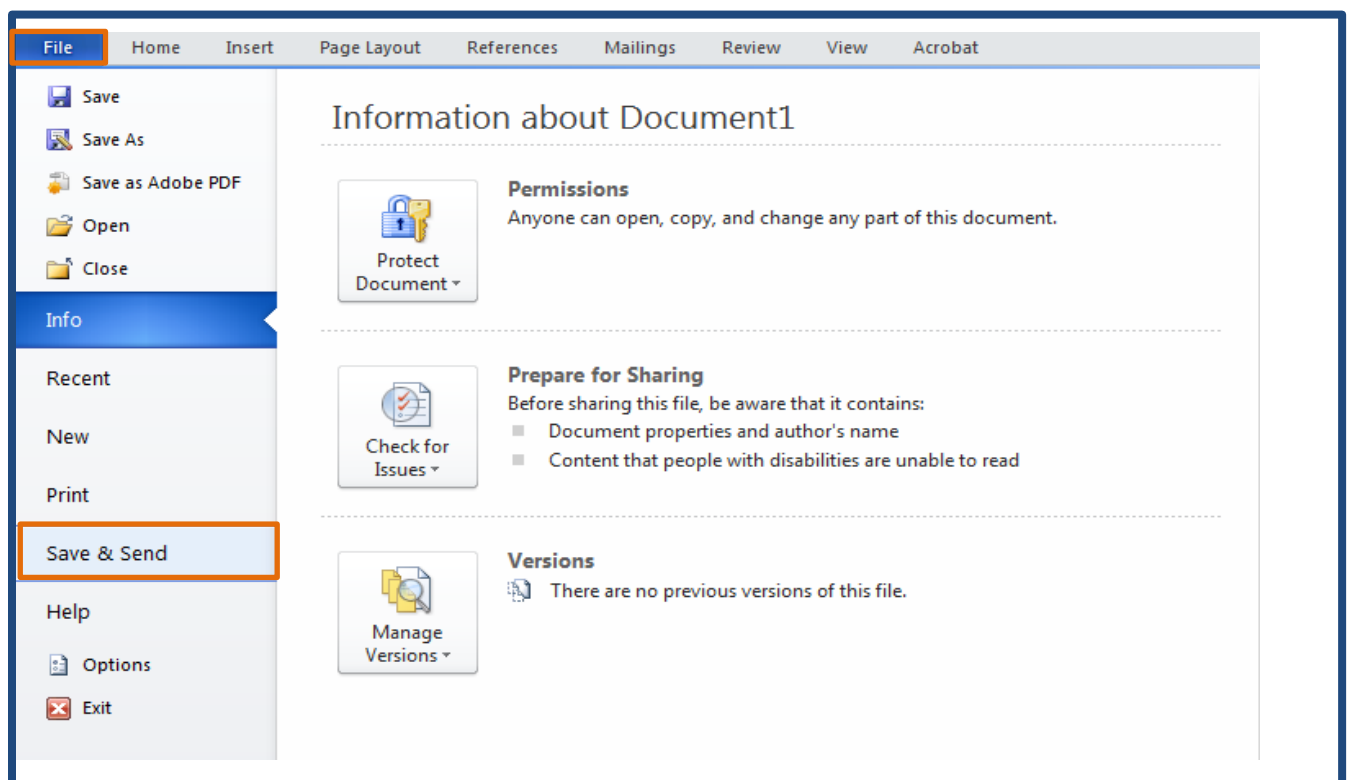 File Home Insert Page Layout References Mailings Review View Acrobat
Save
Save As
Save as Adobe PDF
Open
Close
Info
Recent
New
Print
Save & Send
Help
Options
Exit
Information about Document1
Protect
Document
Permissions
Anyone can open, copy, and change any part of this document.
Check for
Issues
Prepare for Sharing
Before sharing this file, be aware that it contains:
Document properties and author's name
Content that people with disabilities are unable to read
Manage
Versions
Versions
There are no previous versions of this file.